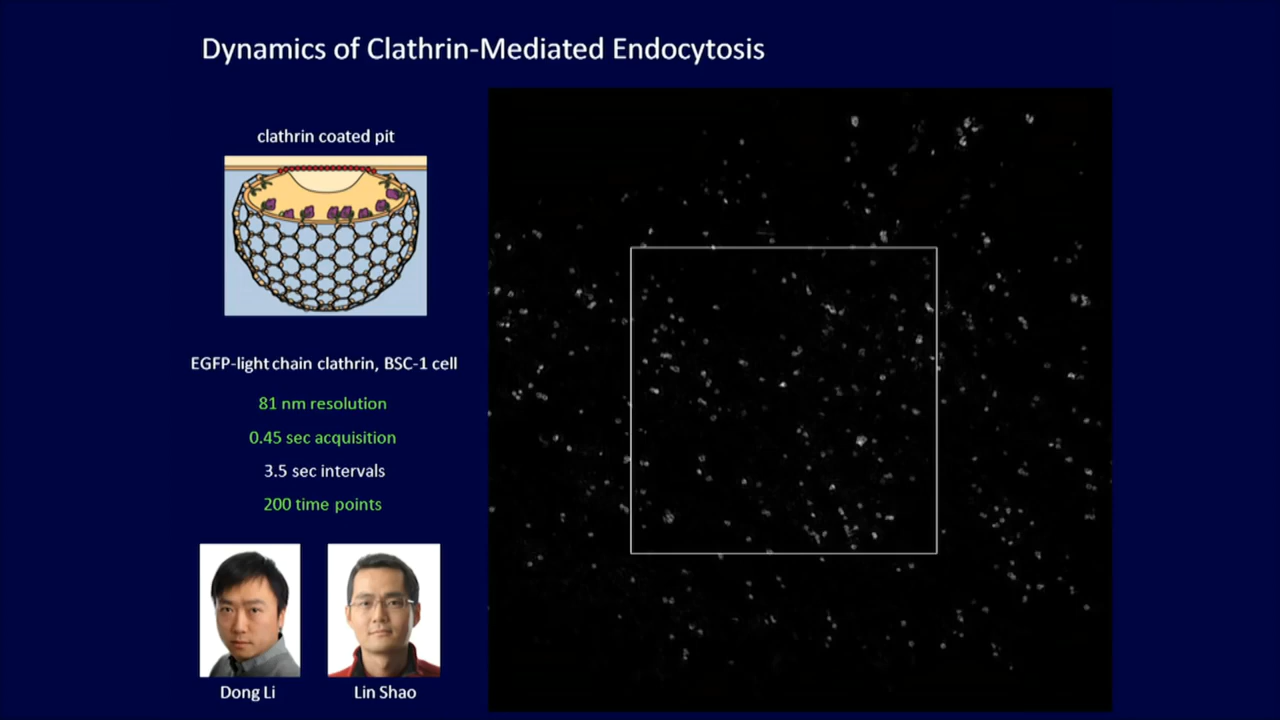 Dynamics of Clathrin-Mediated Endocytosis
clathrin coated pit
EGFP-light chain clathrin, BSC-1 cell
81 nm resolution
0.45 sec acquisition
3.5 sec intervals
200 time points
Dong Li
Lin Shao